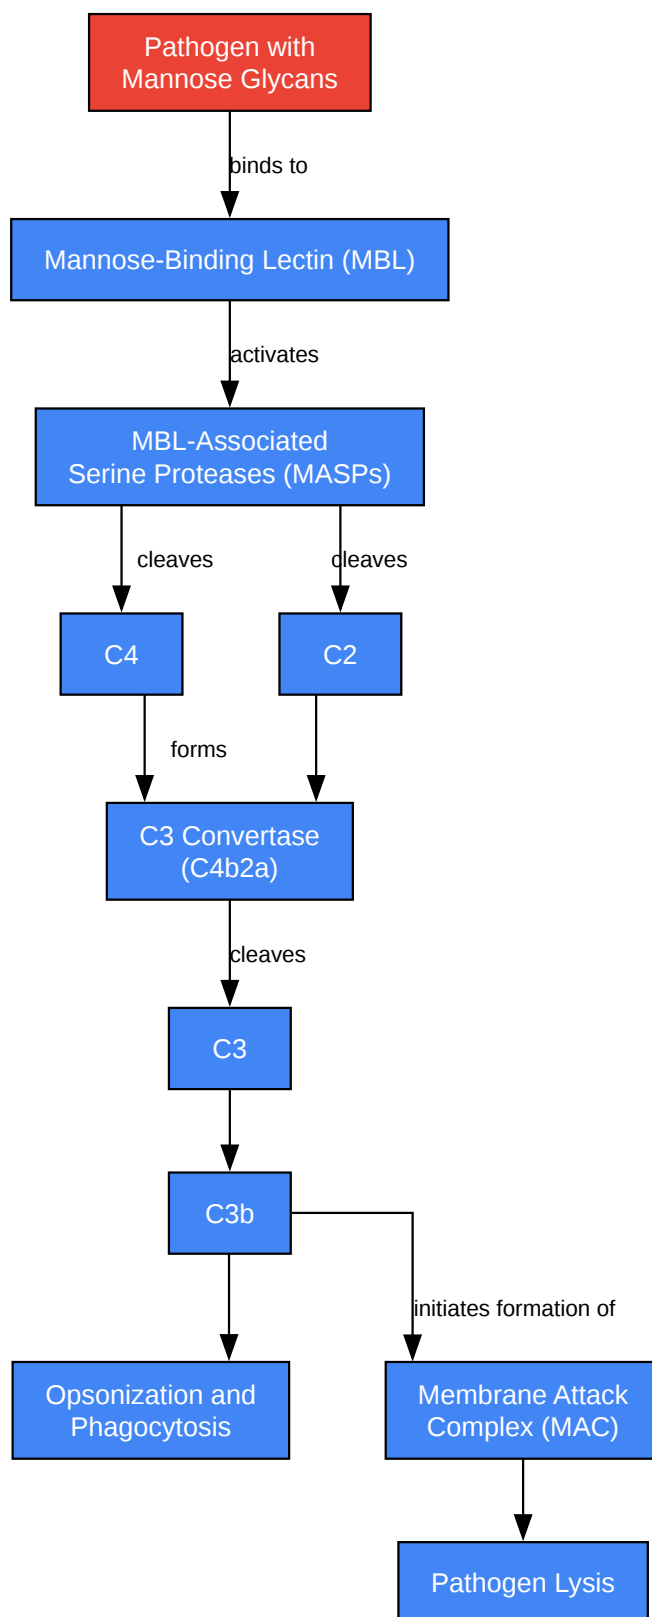 Pathogen with
Mannose Glycans
binds to
Mannose-Binding Lectin (MBL)
activates
MBL-Associated
Serine Proteases (MASPs)
cleaves
cleaves
C4
C2
forms
C3 Convertase
(C4b2a)
cleaves
C3
C3b
initiates formation of
Opsonization and
Phagocytosis
Membrane Attack
Complex (MAC)
Pathogen Lysis